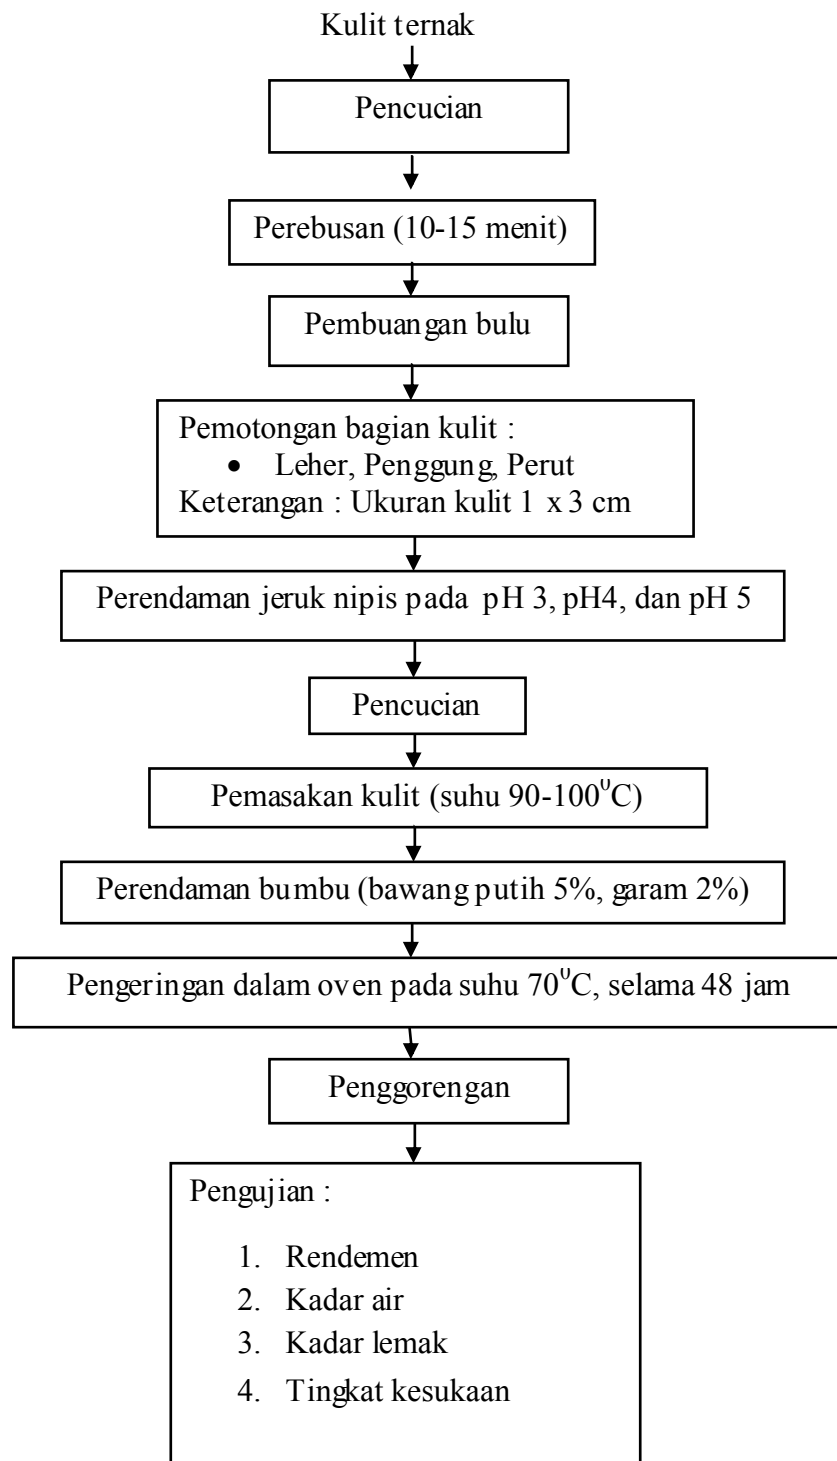 Kulit ternak
Pencucian
Perebusan (10-15 menit)
Pembuangan bulu
Pemotongan bagian kulit :
• Leher, Penggung, Perut
Keterangan : Ukuran kulit 1 x 3 cm
Perendaman jeruk nipis pada pH 3, pH4, dan pH 5
Pencucian
Pemasakan kulit (suhu 90-100⁰C)
Perendaman bumbu (bawang putih 5%, garam 2%)
Pengeringan dalam oven pada suhu 70⁰C, selama 48 jam
Penggorengan
Pengujian :
1. Rendemen
2. Kadar air
3. Kadar lemak
4. Tingkat kesukaan